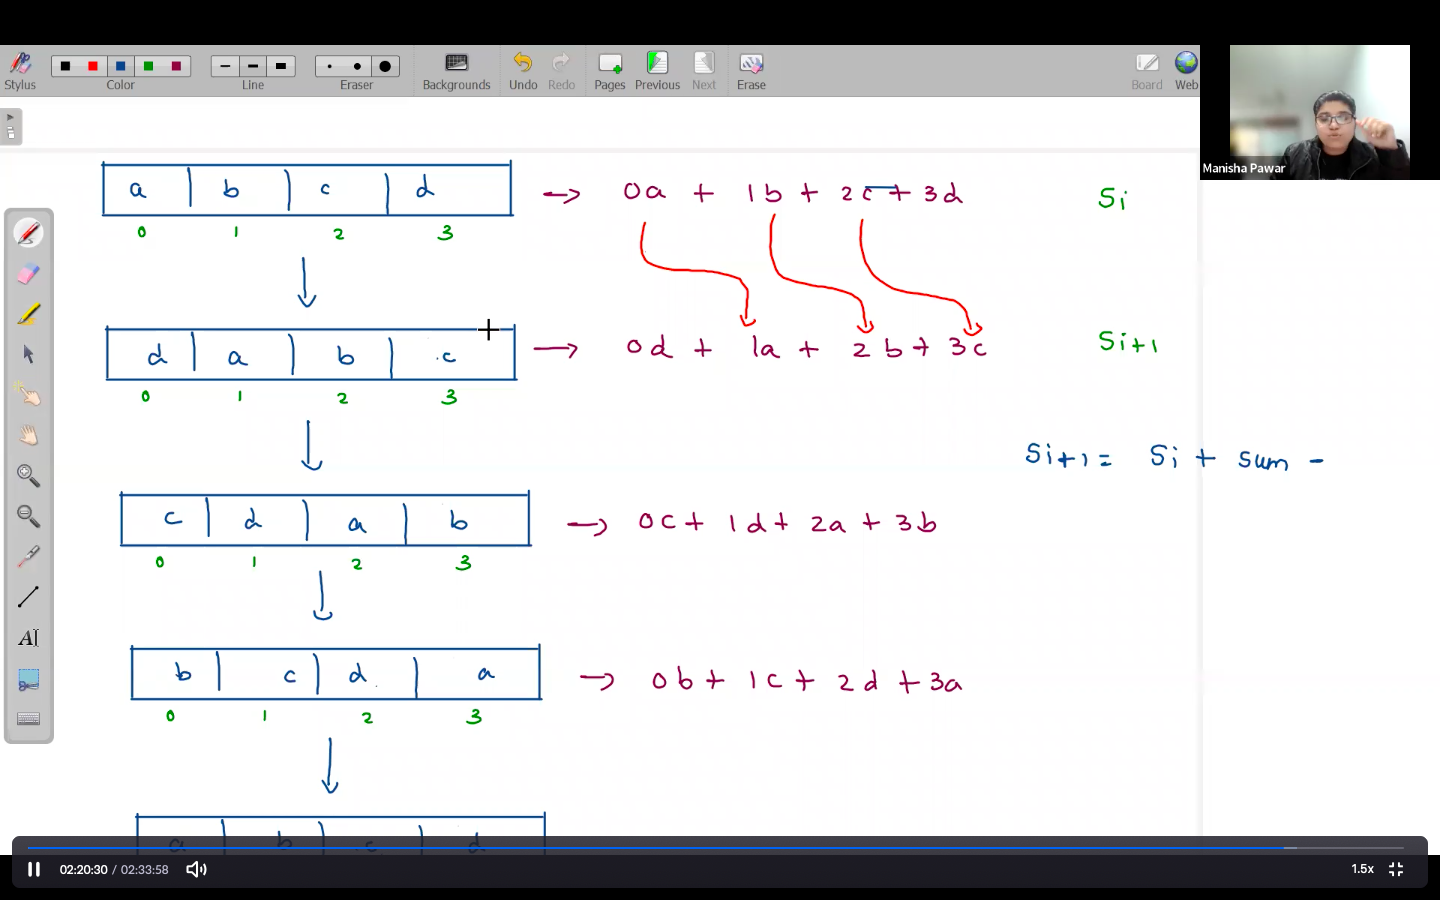 Stylus Color Line Eraser Backgrounds Undo Redo Pages Previous Next Erase Board Web
Manisha Pawar
a b c d → 0a + 1b + 2c + 3d Si
0 1 2 3
d a b c → 0d + 1a + 2b + 3c Si+1
0 1 2 3
Si+1 = Si + sum -
c d a b → 0c + 1d + 2a + 3b
0 1 2 3
AI
b c d a → 0b + 1c + 2d + 3a
0 1 2 3
a b c d
02:20:30 / 02:33:58 1.5x